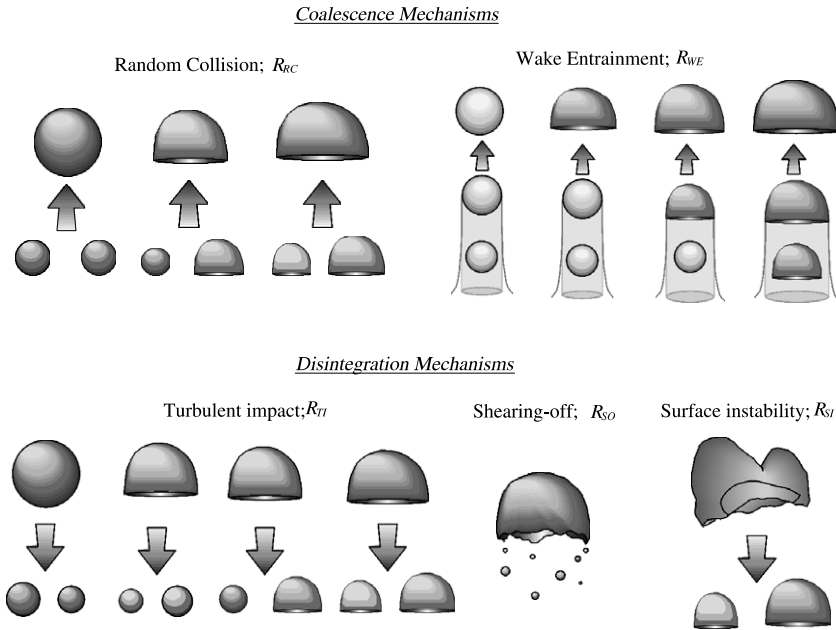 Coalescence Mechanisms
Random Collision; R_RC
Wake Entrainment; R_WE
Disintegration Mechanisms
Turbulent impact; R_TI
Shearing-off; R_SO
Surface instability; R_SI